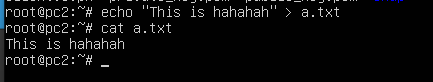 root@pc2:~# echo "This is hahahah" > a.txt
root@pc2:~# cat a.txt
This is hahahah
root@pc2:~# _